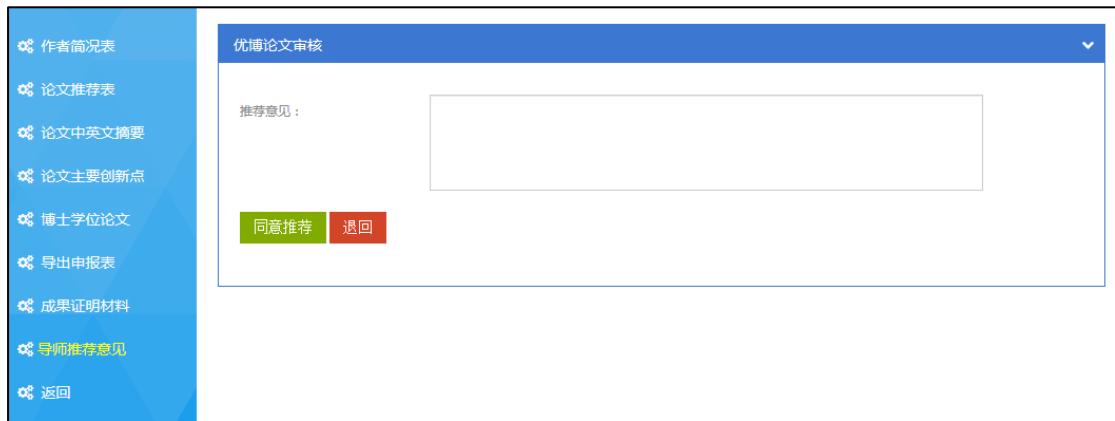 作者简况表
论文推荐表
论文中英文摘要
论文主要创新点
博士学位论文
导出申报表
成果证明材料
导师推荐意见
返回
优博论文审核
推荐意见：
同意推荐 退回